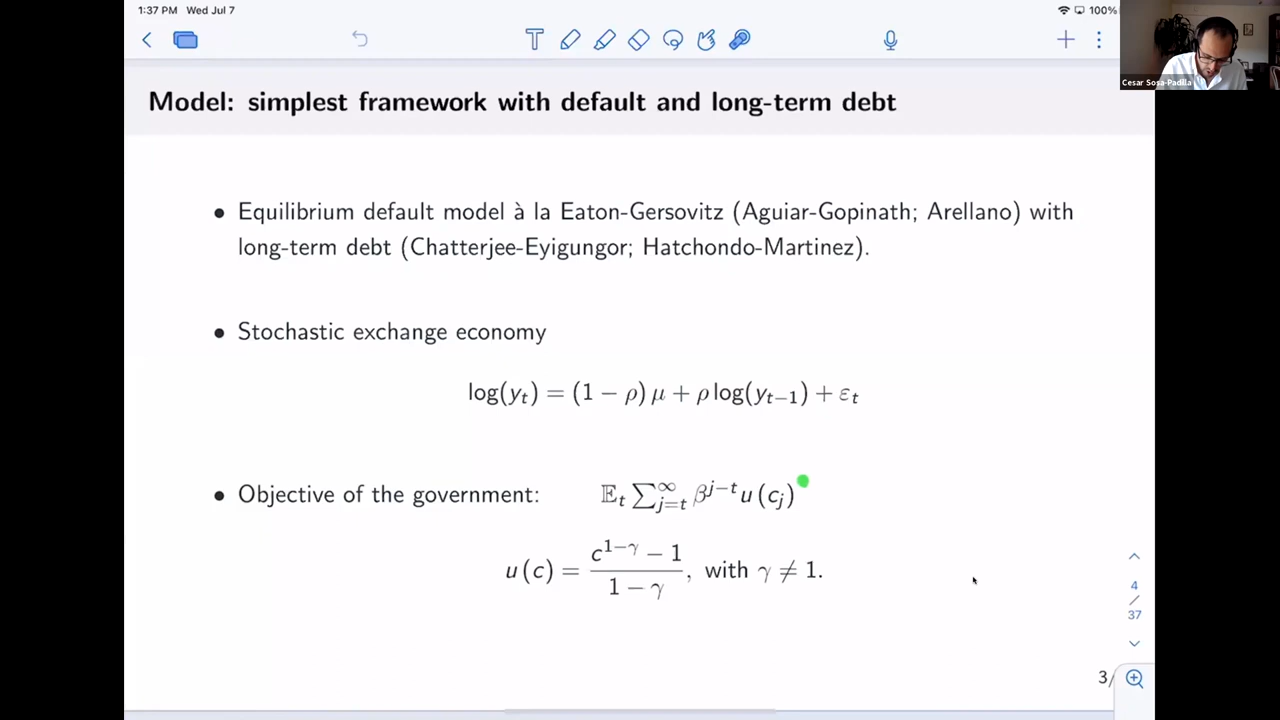 1:37 PM Wed Jul 7
100%
Cesar Sosa-Padilla
Model: simplest framework with default and long-term debt
• Equilibrium default model à la Eaton-Gersovitz (Aguiar-Gopinath; Arellano) with
long-term debt (Chatterjee-Eyigungor; Hatchondo-Martinez).
• Stochastic exchange economy
log(y_t) = (1 − ρ) μ + ρ log(y_{t−1}) + ε_t
• Objective of the government: 𝔼_t ∑_{j=t}^∞ β^{j−t} u (c_j)
u (c) = (c^{1−γ} − 1) / (1 − γ), with γ ≠ 1.
4
/
37
3/